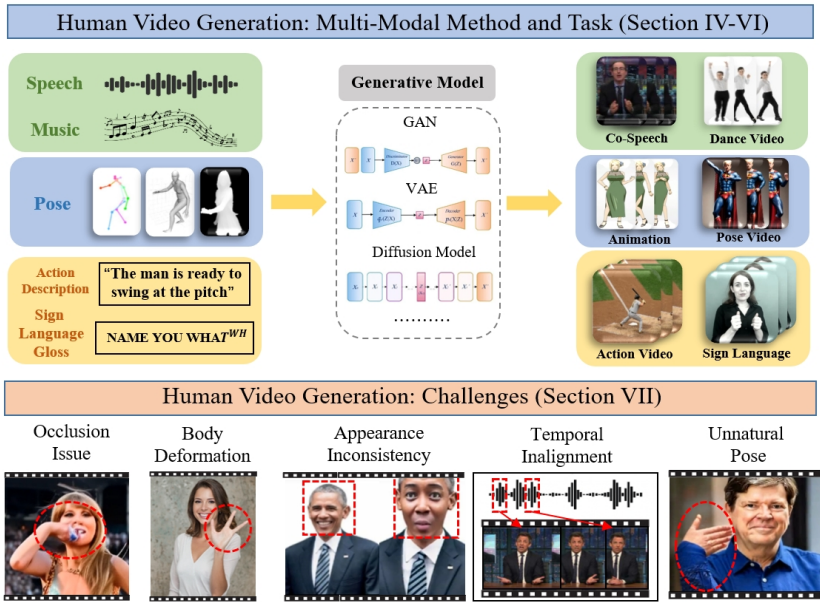 Human Video Generation: Multi-Modal Method and Task (Section IV-VI)
Speech
Music
Pose
Action
Description
“The man is ready to
swing at the pitch”
Sign
Language
Gloss
NAME YOU WHATWH
Generative Model
GAN
VAE
Diffusion Model
..........
Co-Speech
Dance Video
Animation
Pose Video
Action Video
Sign Language
Human Video Generation: Challenges (Section VII)
Occlusion
Issue
Body
Deformation
Appearance
Inconsistency
Temporal
Inalignment
Unnatural
Pose